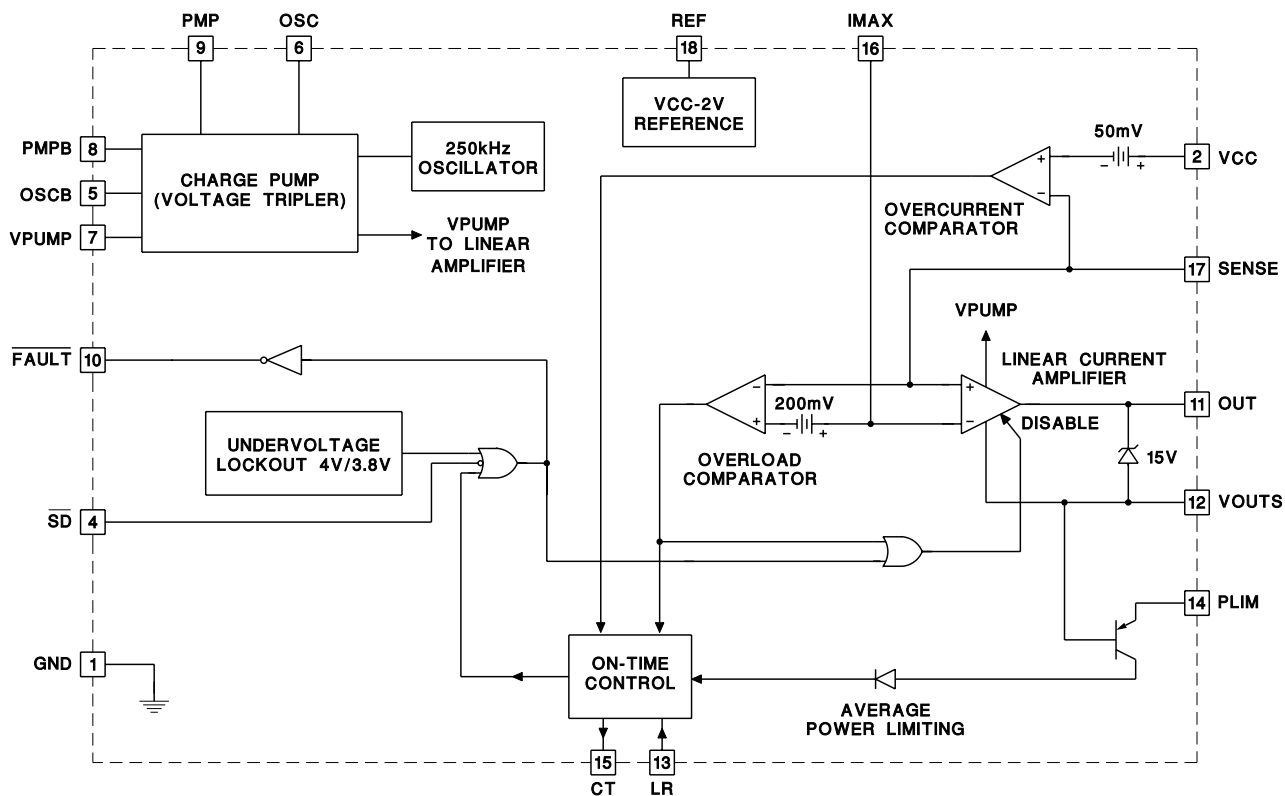 PMP OSC REF IMAX
9 6 18 16
VCC-2V
REFERENCE
50mV
- +
PMPB 8
250kHz
OSCILLATOR
2 VCC
CHARGE PUMP
(VOLTAGE TRIPLER)
OSCB 5
VPUMP 7
VPUMP
TO LINEAR
AMPLIFIER
+
-
OVERCURRENT
COMPARATOR
17 SENSE
VPUMP
FAULT 10
LINEAR CURRENT
AMPLIFIER
-
+
200mV
- +
+
-
11 OUT
DISABLE
UNDERVOLTAGE
LOCKOUT 4V/3.8V
OVERLOAD
COMPARATOR
15V
12 VOUTS
SD 4
14 PLIM
GND 1
ON-TIME
CONTROL
AVERAGE
POWER LIMITING
15 13
CT LR